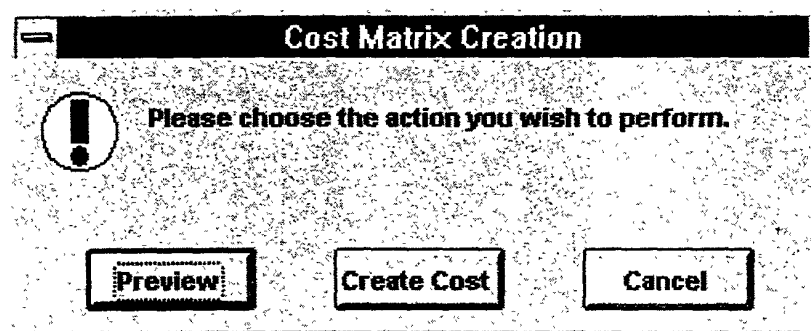 Cost Matrix Creation
Please choose the action you wish to perform.
Preview Create Cost Cancel